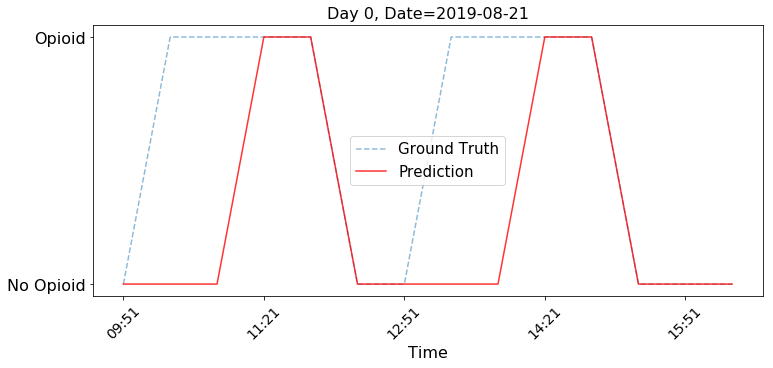 Day 0, Date=2019-08-21
Opioid
No Opioid
Ground Truth
Prediction
09:51
11:21
12:51
14:21
15:51
Time